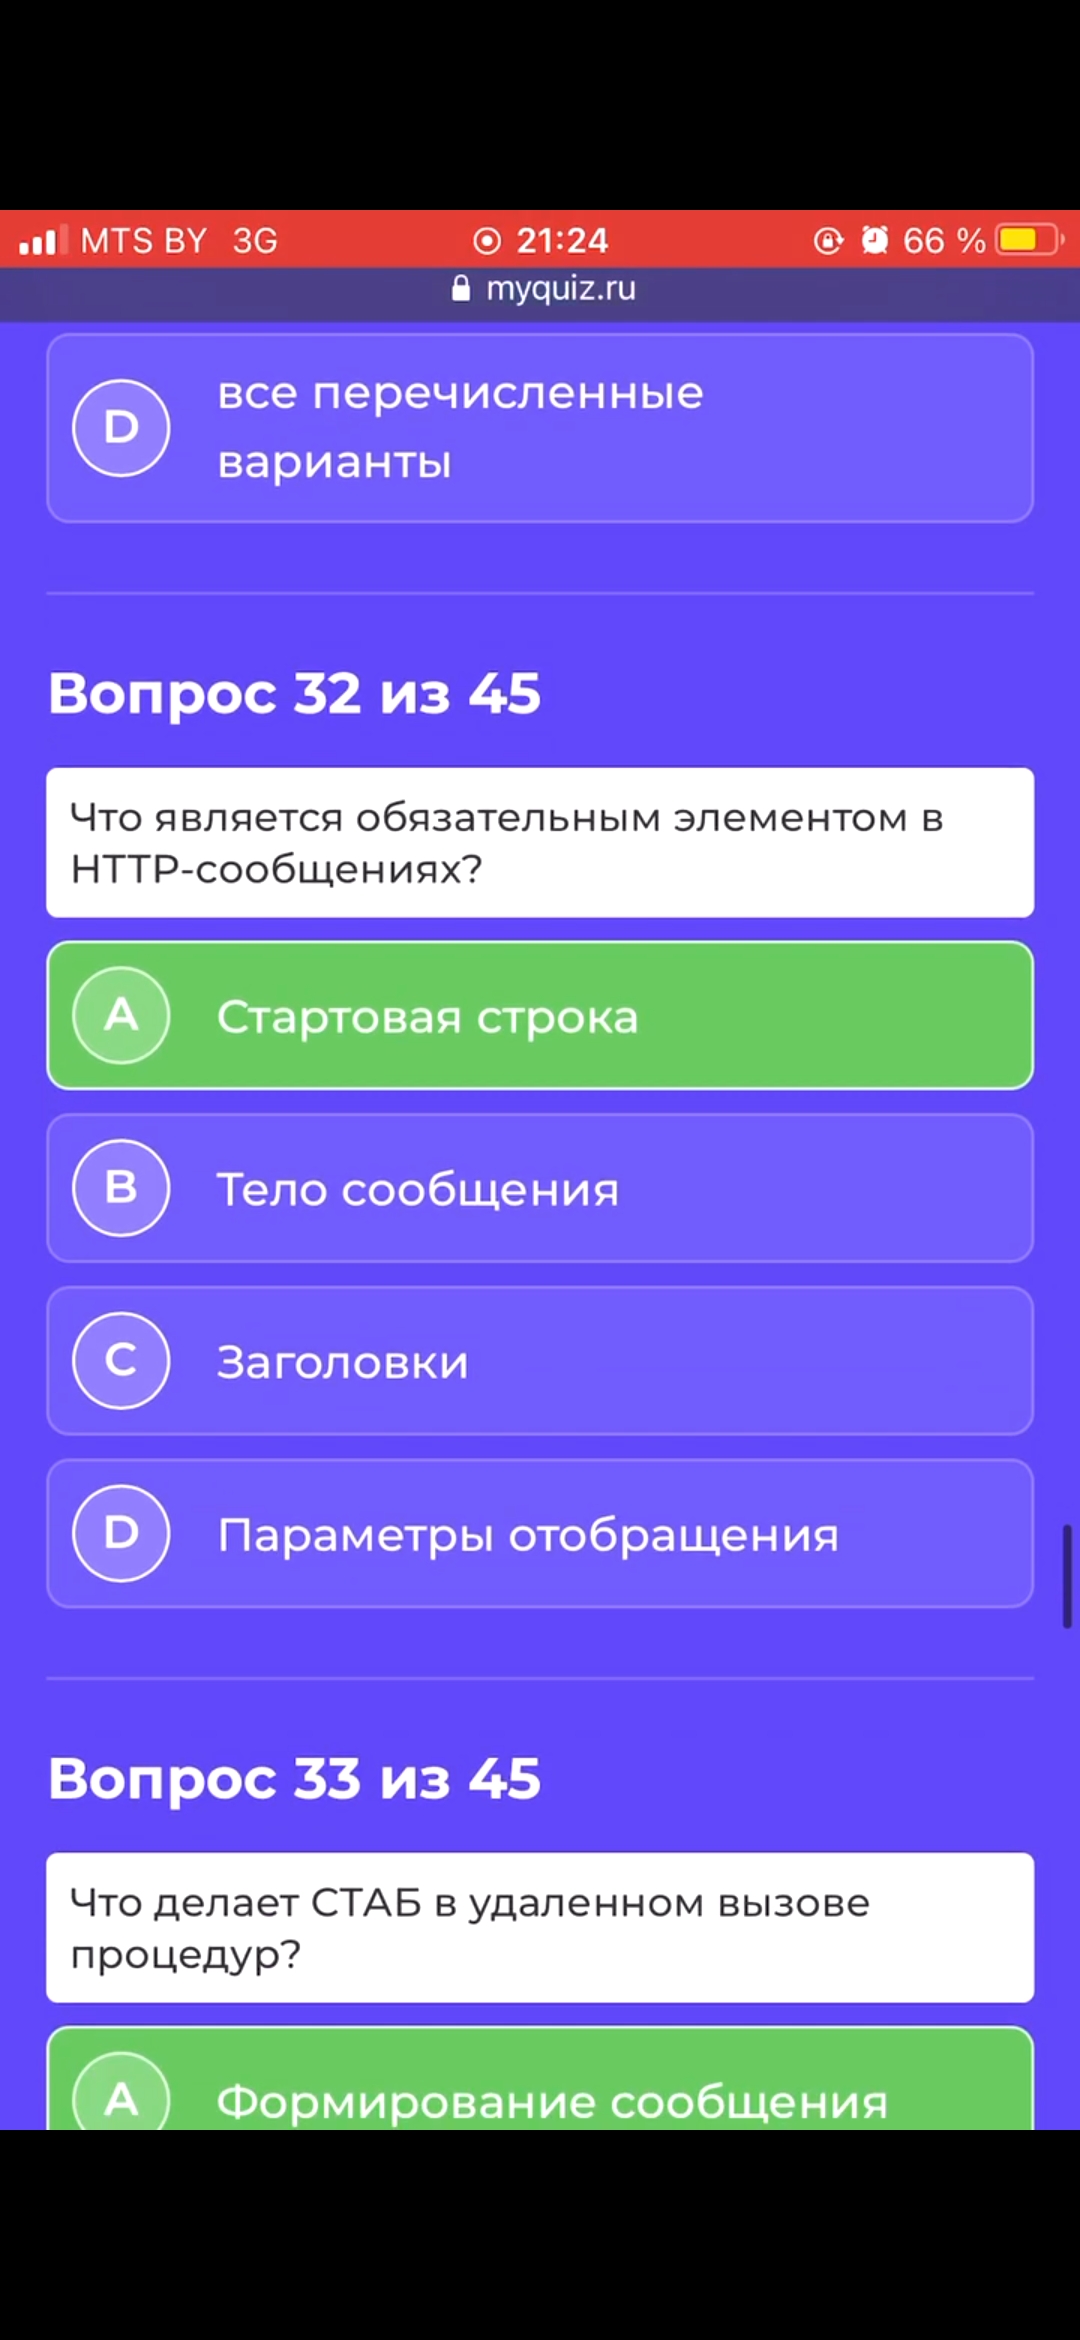 MTS BY 3G 21:24 66 %
myquiz.ru
D все перечисленные
варианты
Вопрос 32 из 45
Что является обязательным элементом в
HTTP-сообщениях?
A Стартовая строка
B Тело сообщения
C Заголовки
D Параметры отобращения
Вопрос 33 из 45
Что делает СТАБ в удаленном вызове
процедур?
A Формирование сообщения